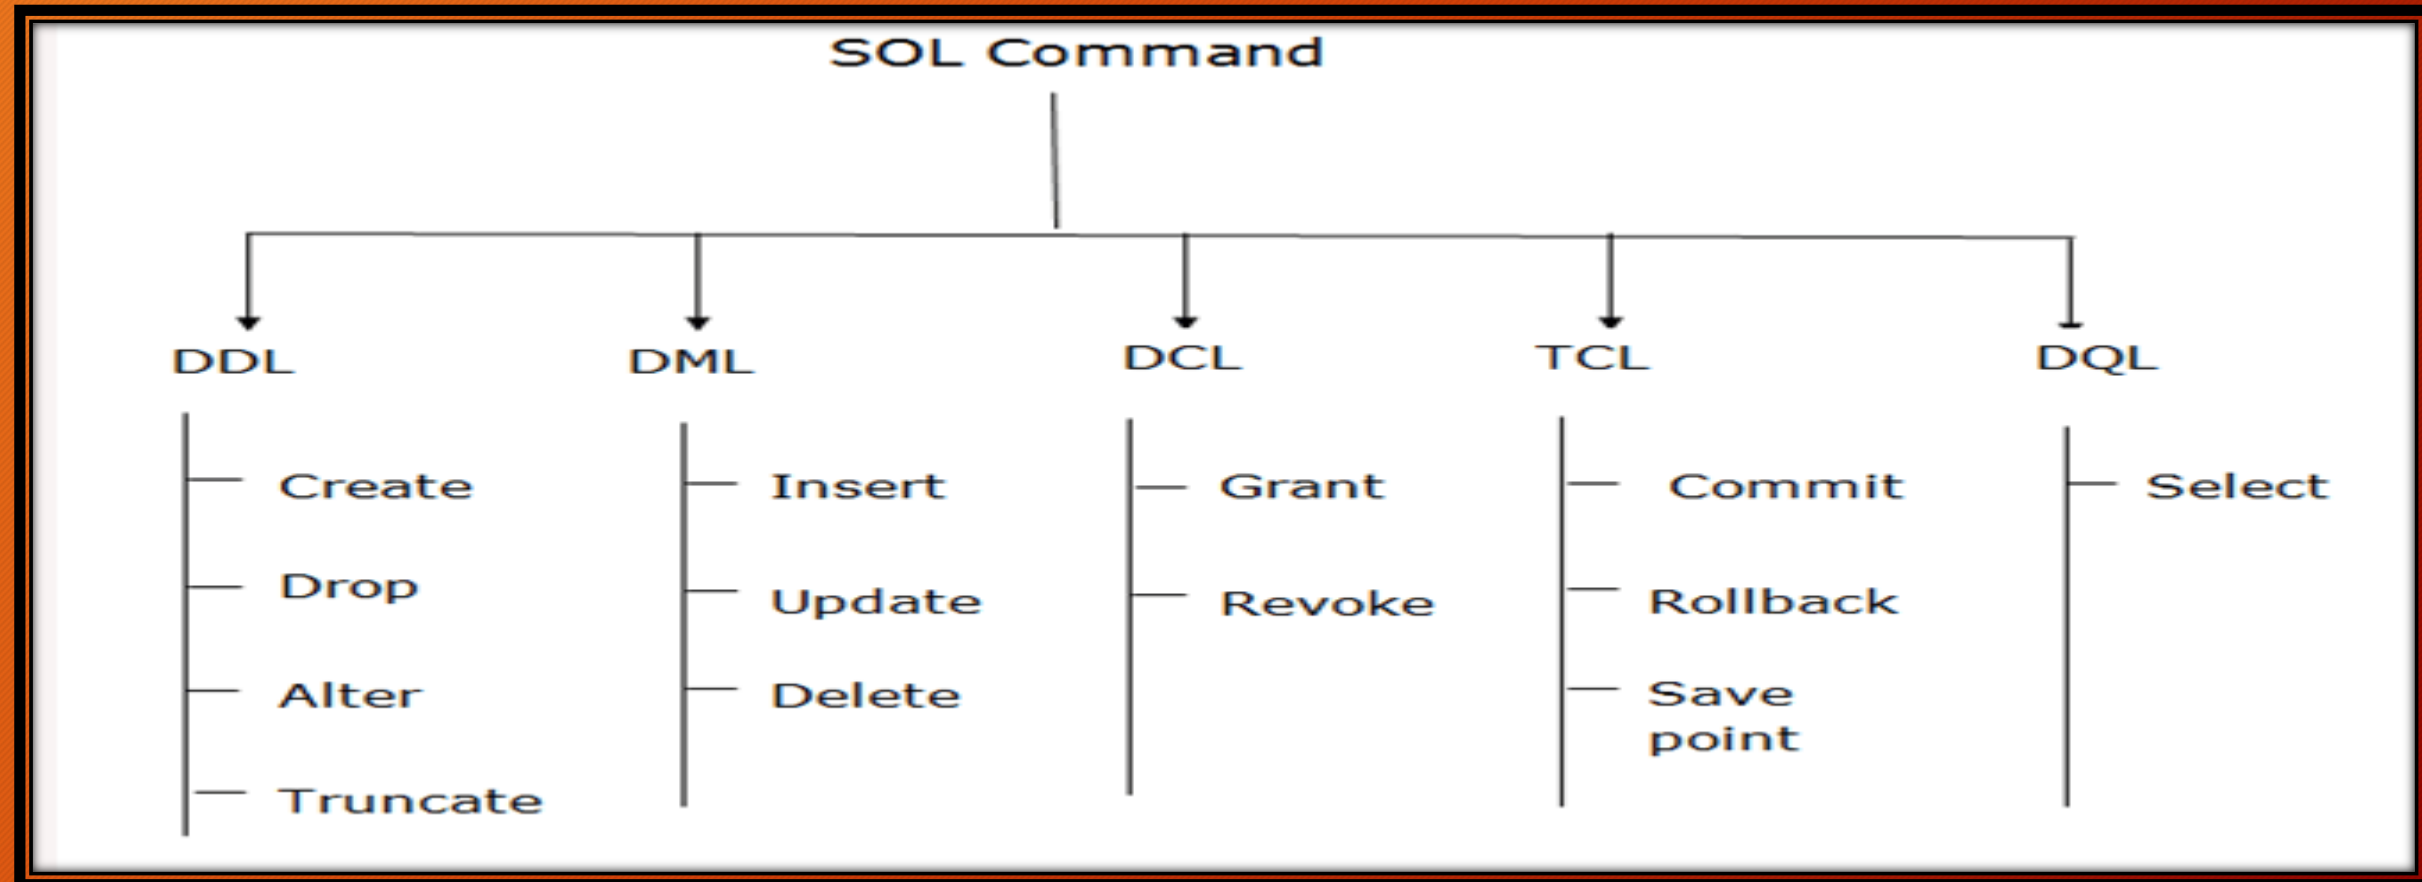 SOL Command
DDL
DML
DCL
TCL
DQL
Create
Drop
Alter
Truncate
Insert
Update
Delete
Grant
Revoke
Commit
Rollback
Save
point
Select